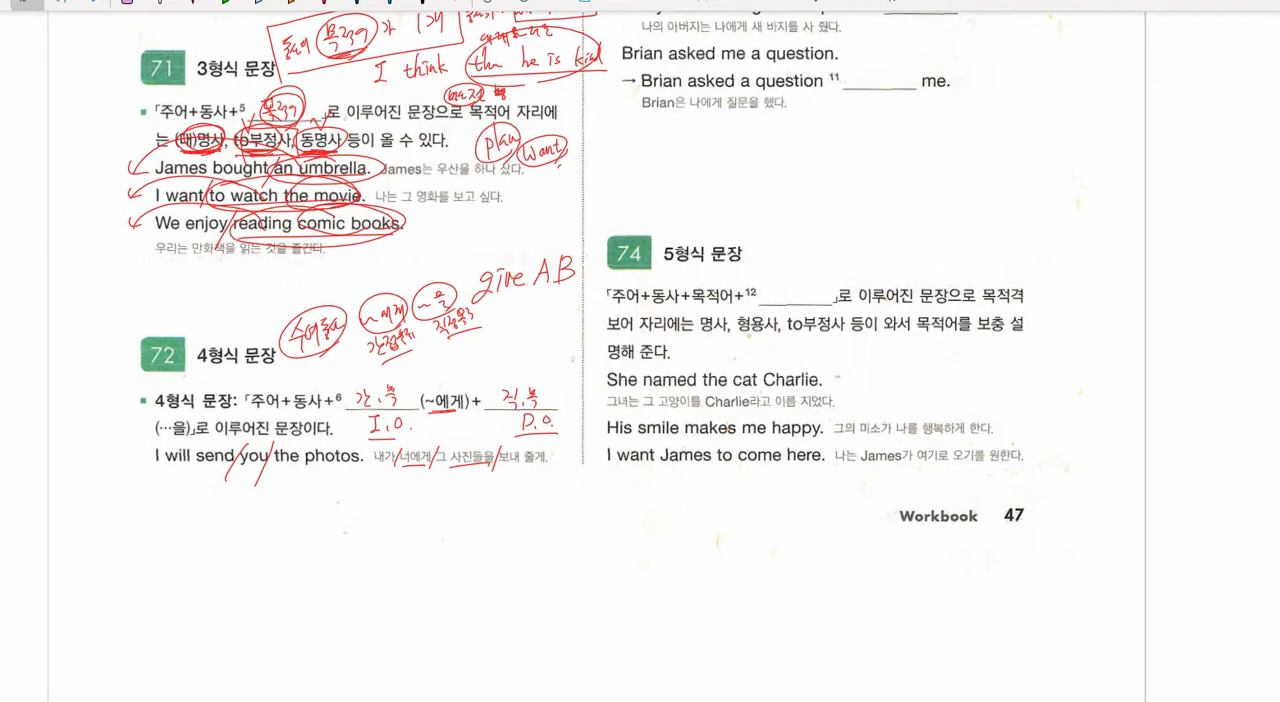 동사의 목적어가 1개
I think that he is kind
71 3형식 문장
「주어+동사+⁵ 목적어 」로 이루어진 문장으로 목적어 자리에
는 (대)명사, to부정사, 동명사 등이 올 수 있다.
plan
want
James bought an umbrella. James는 우산을 하나 샀다.
I want to watch the movie. 나는 그 영화를 보고 싶다.
We enjoy reading comic books.
우리는 만화책을 읽는 것을 즐긴다.
수여동사 ~에게 ~을 give A B
간접목적어 직접목적어
72 4형식 문장
4형식 문장: 「주어+동사+⁶ 간.목 (~에게)+ 직.목
(…을)」로 이루어진 문장이다. I.O. D.O.
I will send you the photos. 내가 너에게 그 사진들을 보내 줄게.
나의 아버지는 나에게 새 바지를 사 줬다.
Brian asked me a question.
→ Brian asked a question ¹¹ ________ me.
Brian은 나에게 질문을 했다.
74 5형식 문장
「주어+동사+목적어+¹² ________」로 이루어진 문장으로 목적격
보어 자리에는 명사, 형용사, to부정사 등이 와서 목적어를 보충 설
명해 준다.
She named the cat Charlie.
그녀는 그 고양이를 Charlie라고 이름 지었다.
His smile makes me happy. 그의 미소가 나를 행복하게 한다.
I want James to come here. 나는 James가 여기로 오기를 원한다.
Workbook 47